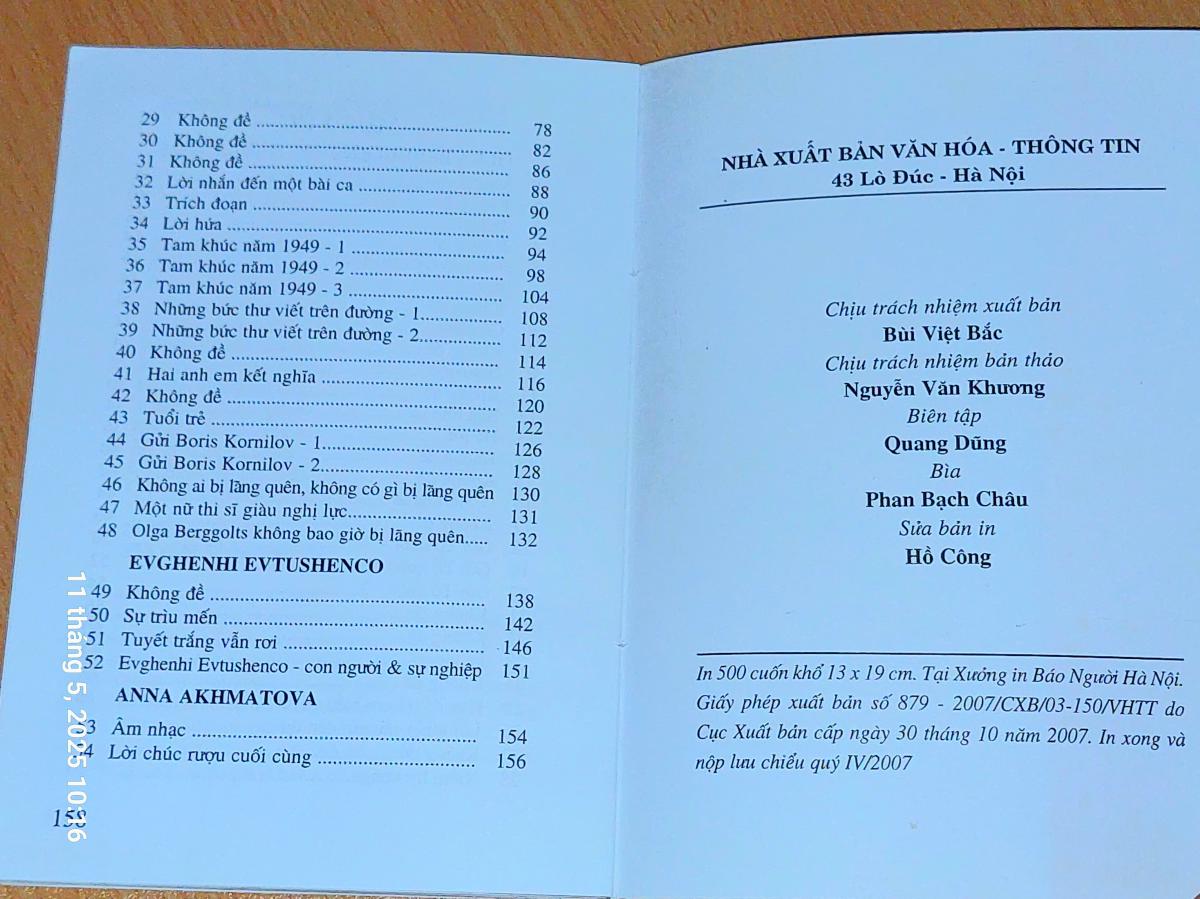 29 Không đề ........ 78
30 Không đề ........ 82
31 Không đề ........ 86
32 Lời nhắn đến một bài ca ........ 88
33 Trích đoạn ........ 90
34 Lời hứa ........ 92
35 Tam khúc năm 1949 - 1 ........ 94
36 Tam khúc năm 1949 - 2 ........ 98
37 Tam khúc năm 1949 - 3 ........ 104
38 Những bức thư viết trên đường - 1........ 108
39 Những bức thư viết trên đường - 2........ 112
40 Không đề ........ 114
41 Hai anh em kết nghĩa ........ 116
42 Không đề ........ 120
43 Tuổi trẻ ........ 122
44 Gửi Boris Kornilov - 1........ 126
45 Gửi Boris Kornilov - 2........ 128
46 Không ai bị lãng quên, không có gì bị lãng quên 130
47 Một nữ thi sĩ giàu nghị lực........ 131
48 Olga Berggolts không bao giờ bị lãng quên..... 132
EVGHENHI EVTUSHENCO
49 Không đề ........ 138
50 Sự trìu mến ........ 142
51 Tuyết trắng vẫn rơi ........ 146
52 Evghenhi Evtushenco - con người & sự nghiệp 151
ANNA AKHMATOVA
53 Âm nhạc ........ 154
54 Lời chúc rượu cuối cùng ........ 156
158
11 tháng 5, 2025 10:16
NHÀ XUẤT BẢN VĂN HÓA - THÔNG TIN
43 Lò Đúc - Hà Nội
Chịu trách nhiệm xuất bản
Bùi Việt Bắc
Chịu trách nhiệm bản thảo
Nguyễn Văn Khương
Biên tập
Quang Dũng
Bìa
Phan Bạch Châu
Sửa bản in
Hồ Công
In 500 cuốn khổ 13 x 19 cm. Tại Xưởng in Báo Người Hà Nội.
Giấy phép xuất bản số 879 - 2007/CXB/03-150/VHTT do
Cục Xuất bản cấp ngày 30 tháng 10 năm 2007. In xong và
nộp lưu chiểu quý IV/2007